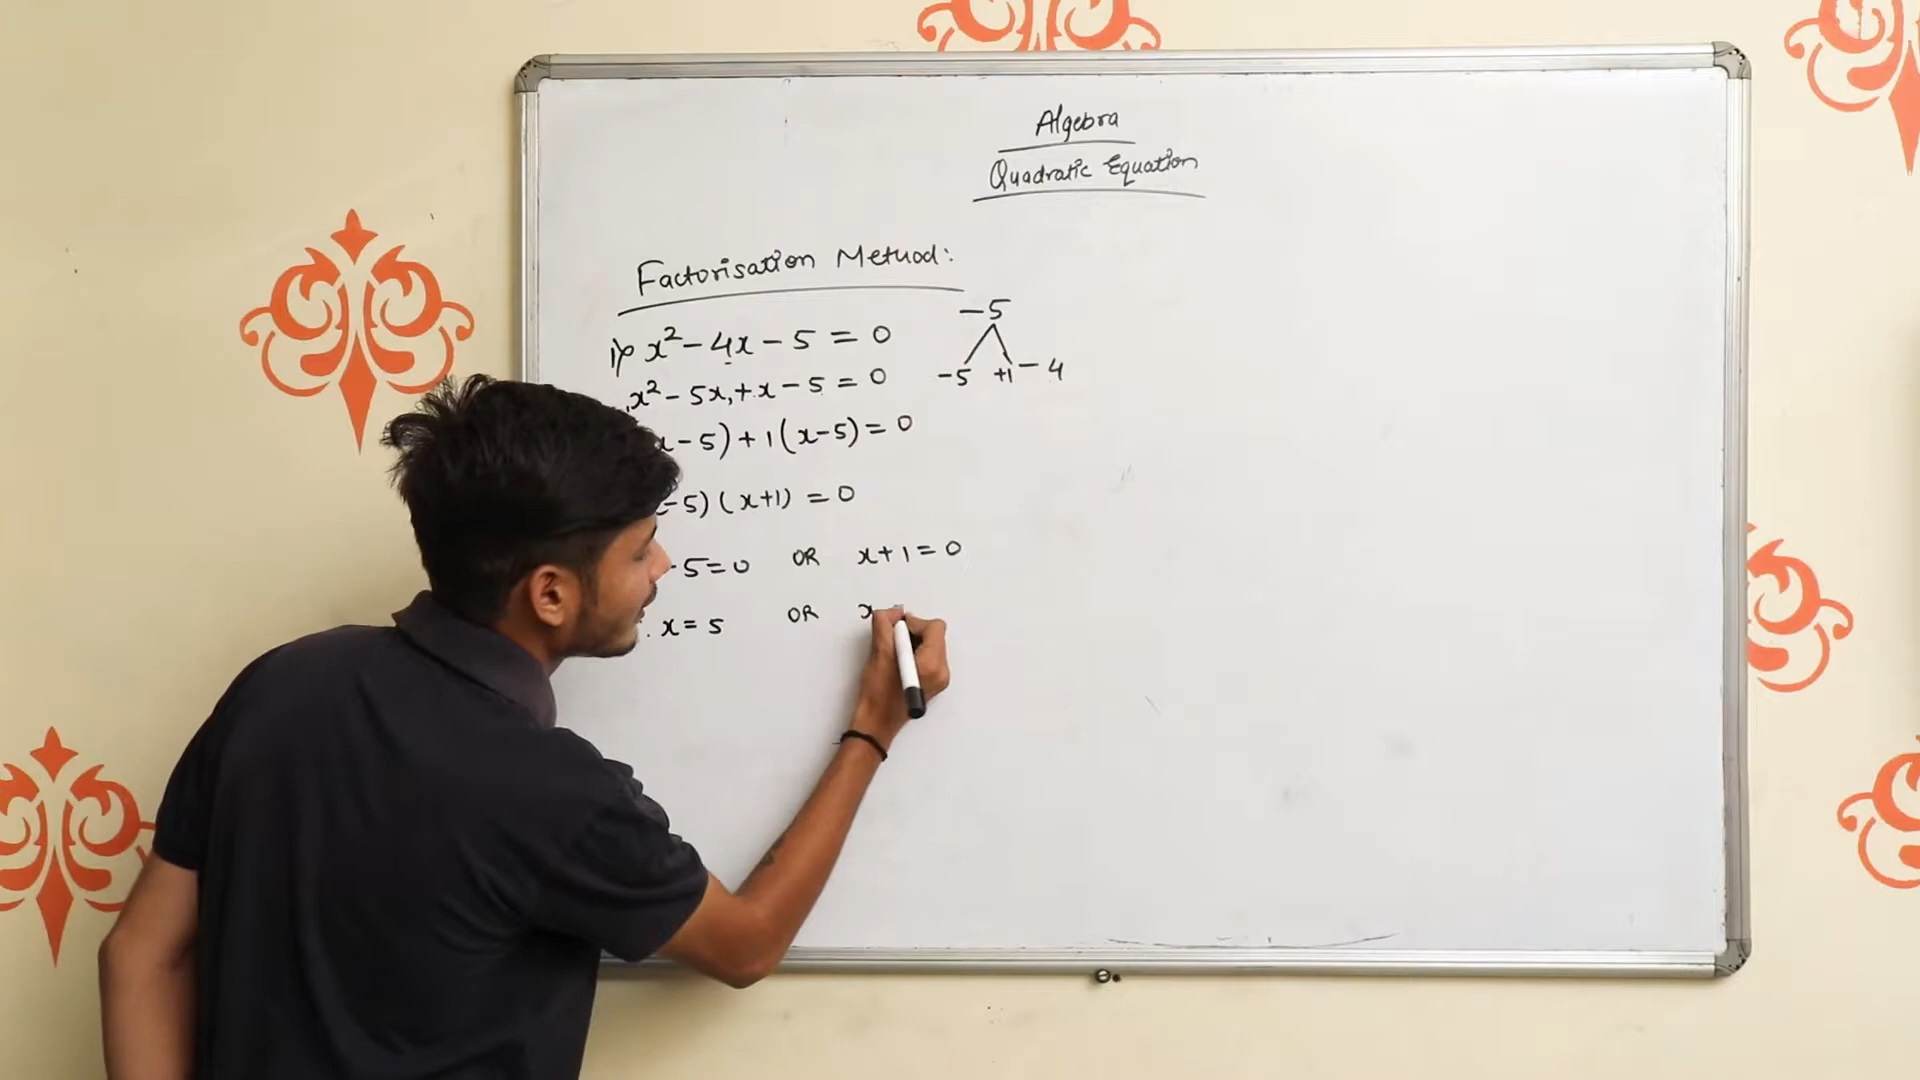 Algebra
Quadratic Equation
Factorisation Metuod:
1) x² - 4x - 5 = 0
-5
-5 +1 - 4
x² - 5x + x - 5 = 0
x - 5) + 1(x - 5) = 0
- 5) (x + 1) = 0
- 5 = 0 OR x + 1 = 0
x = 5 OR x